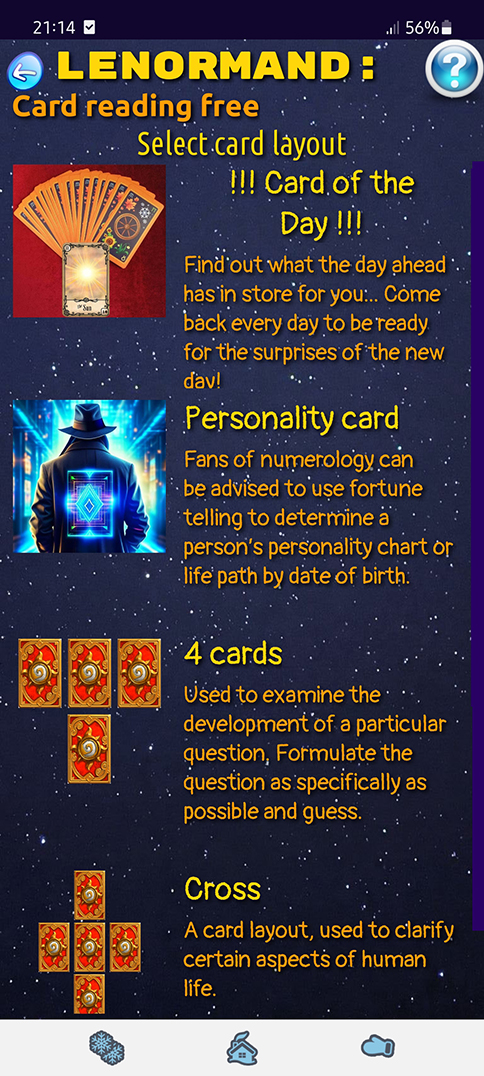 21:14
56%
LENORMAND :
Card reading free
Select card layout
!!! Card of the
Day !!!
Find out what the day ahead
has in store for you... Come
back every day to be ready
for the surprises of the new
day!
Sun
Personality card
Fans of numerology can
be advised to use fortune
telling to determine a
person's personality chart or
life path by date of birth.
4 cards
Used to examine the
development of a particular
question, Formulate the
question as specifically as
possible and guess.
Cross
A card layout, used to clarify
certain aspects of human
life.